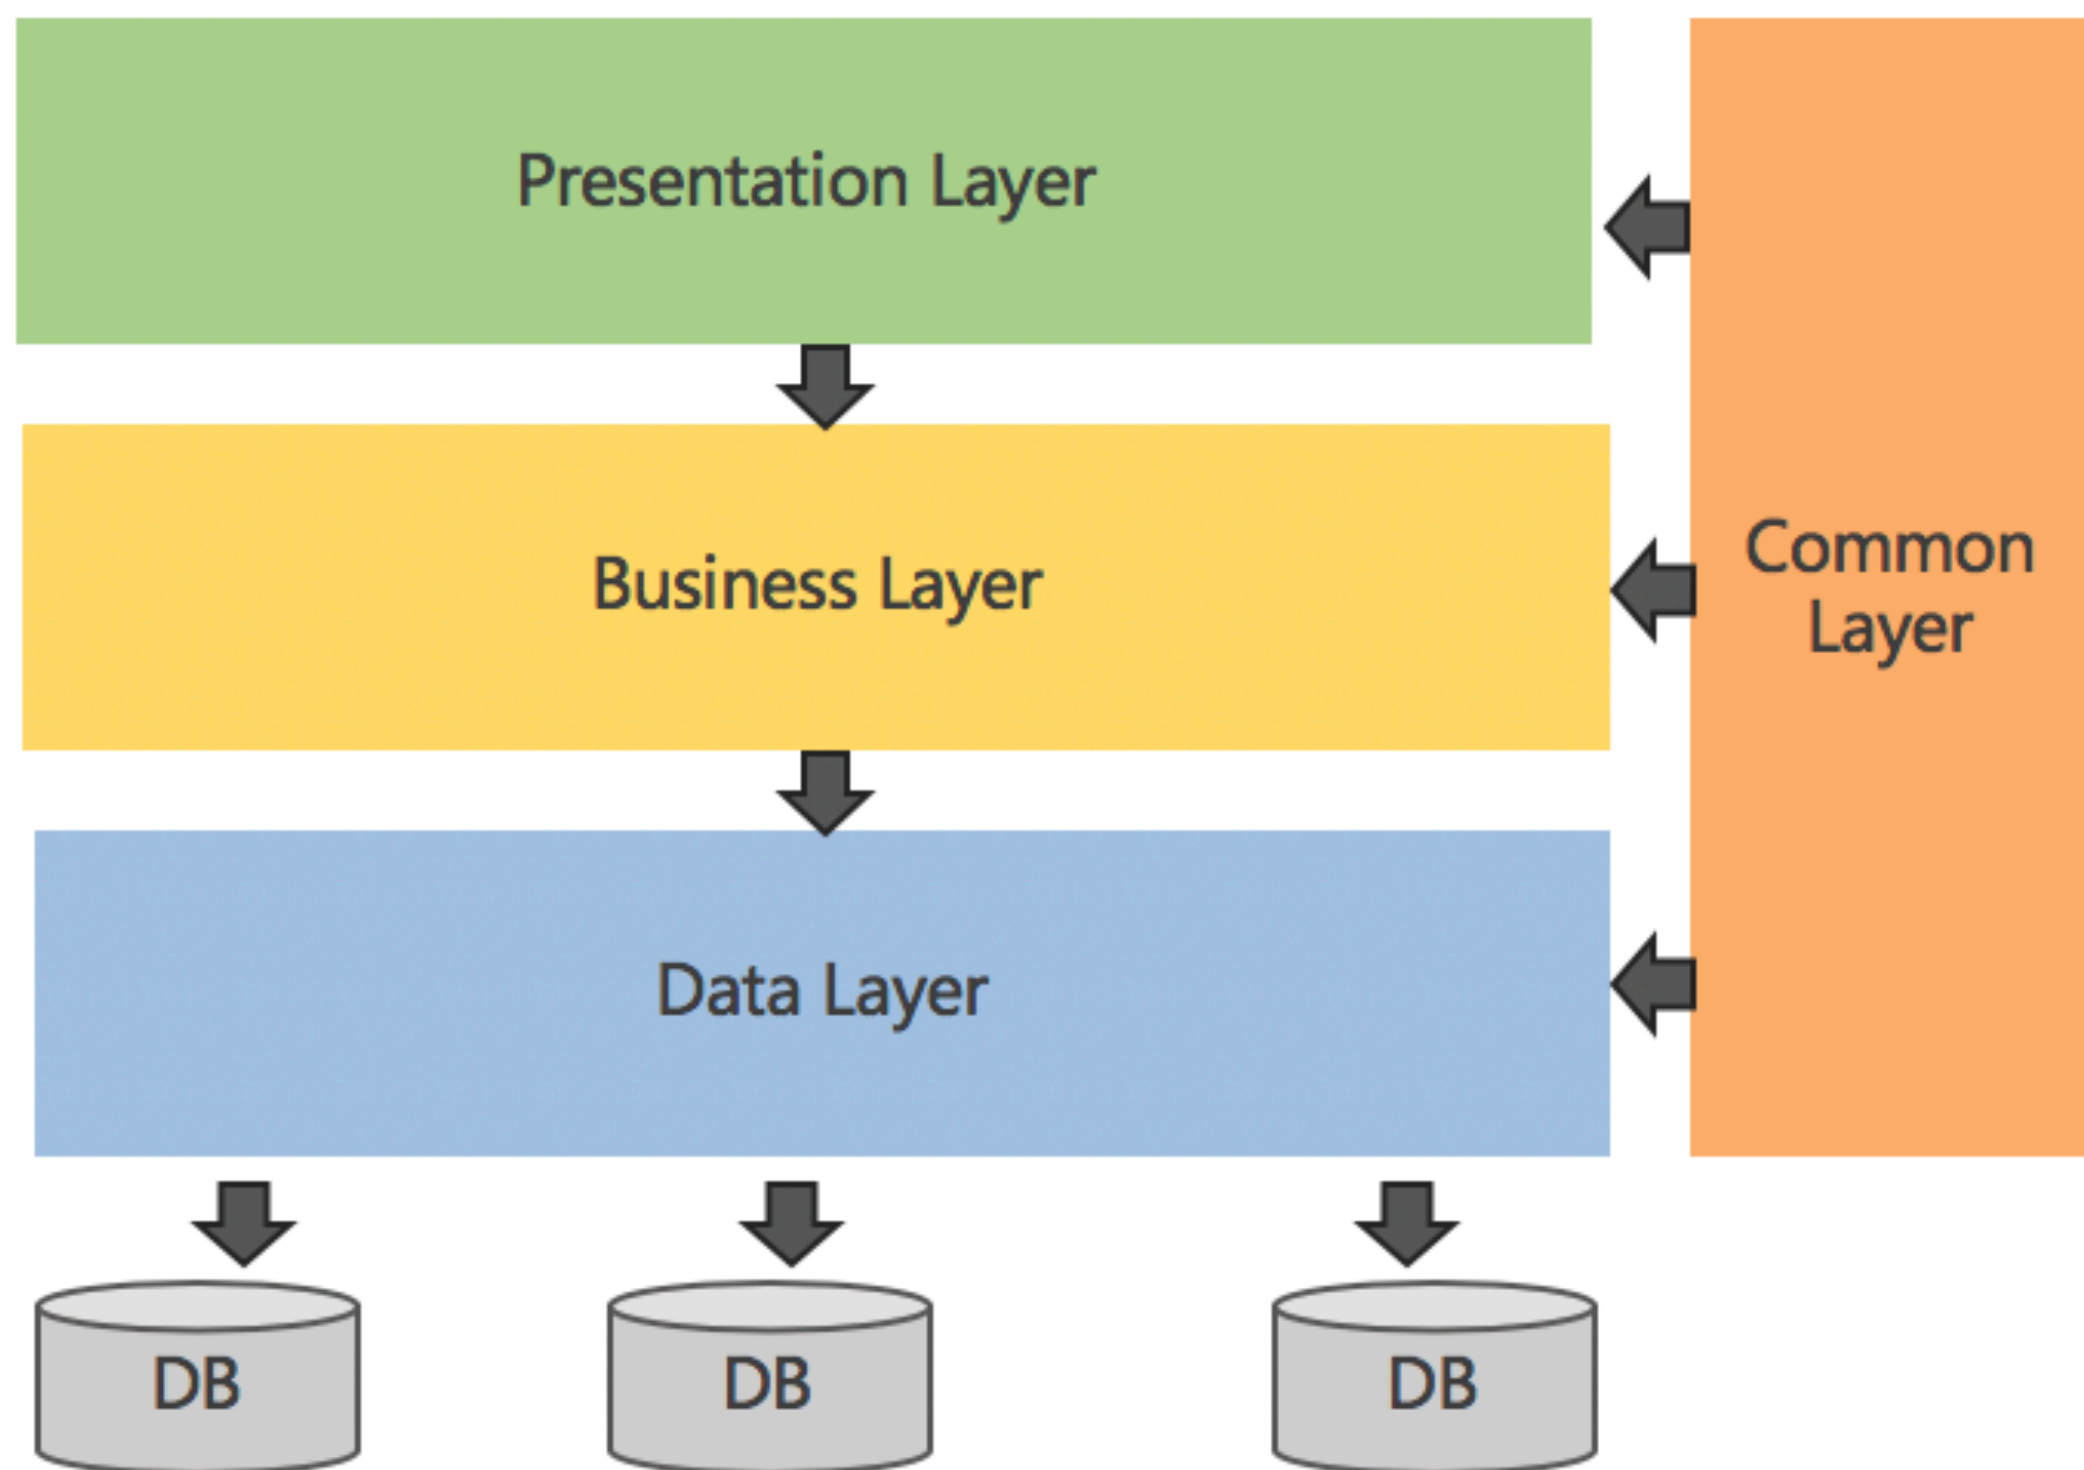 Presentation Layer
Business Layer
Common
Layer
Data Layer
DB
DB
DB